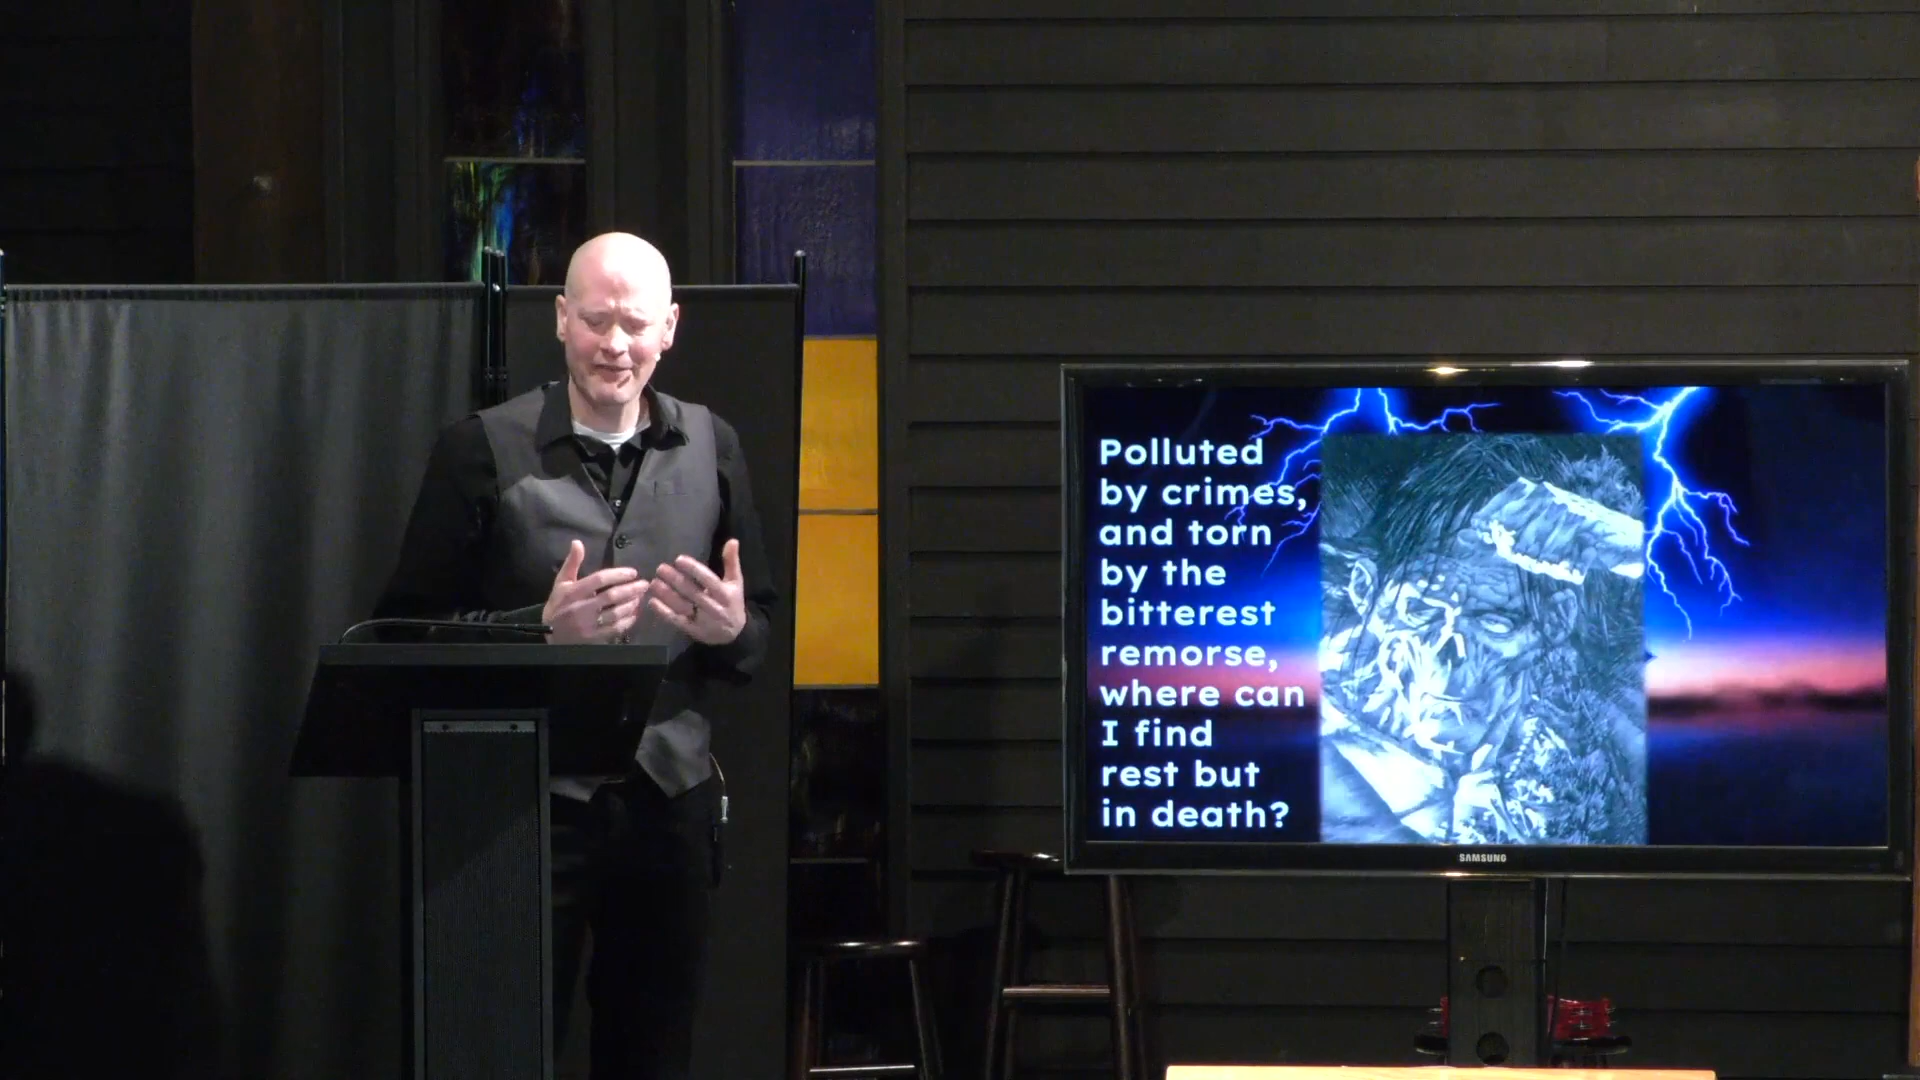 Polluted
by crimes,
and torn
by the
bitterest
remorse,
where can
I find
rest but
in death?
SAMSUNG